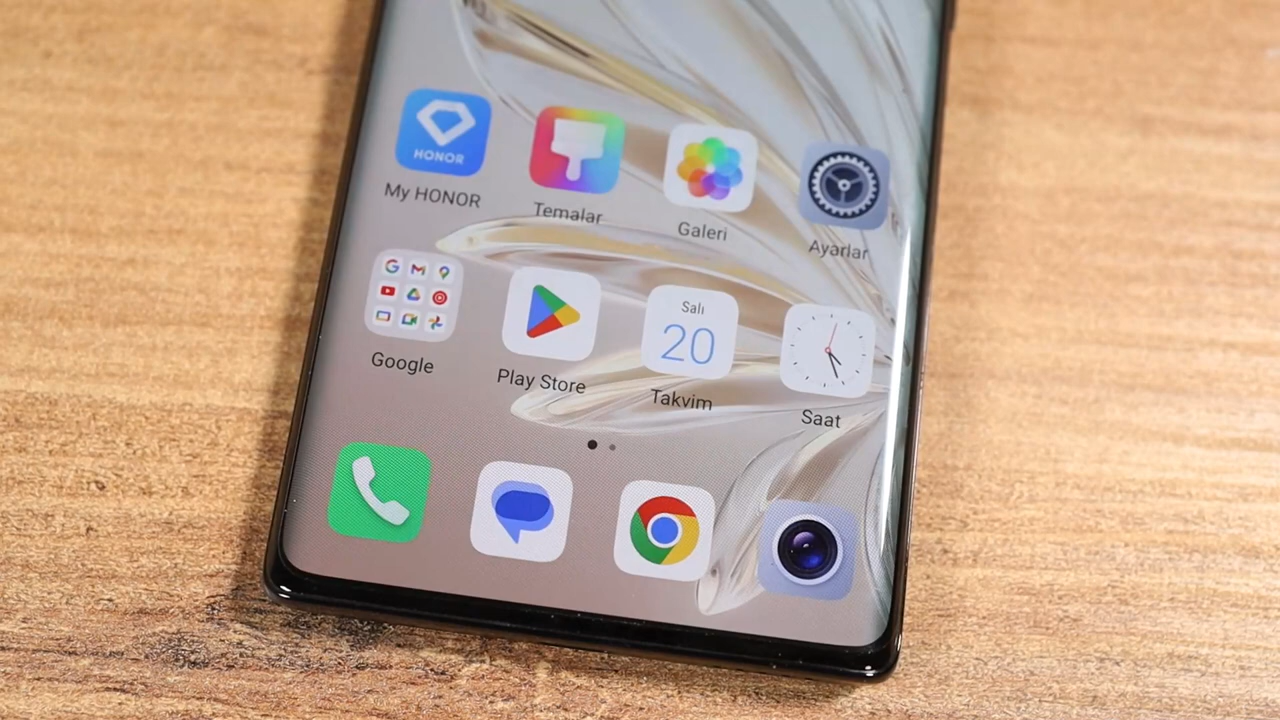 HONOR
My HONOR
Temalar
Galeri
Ayarlar
Google
Play Store
Salı
20
Takvim
Saat